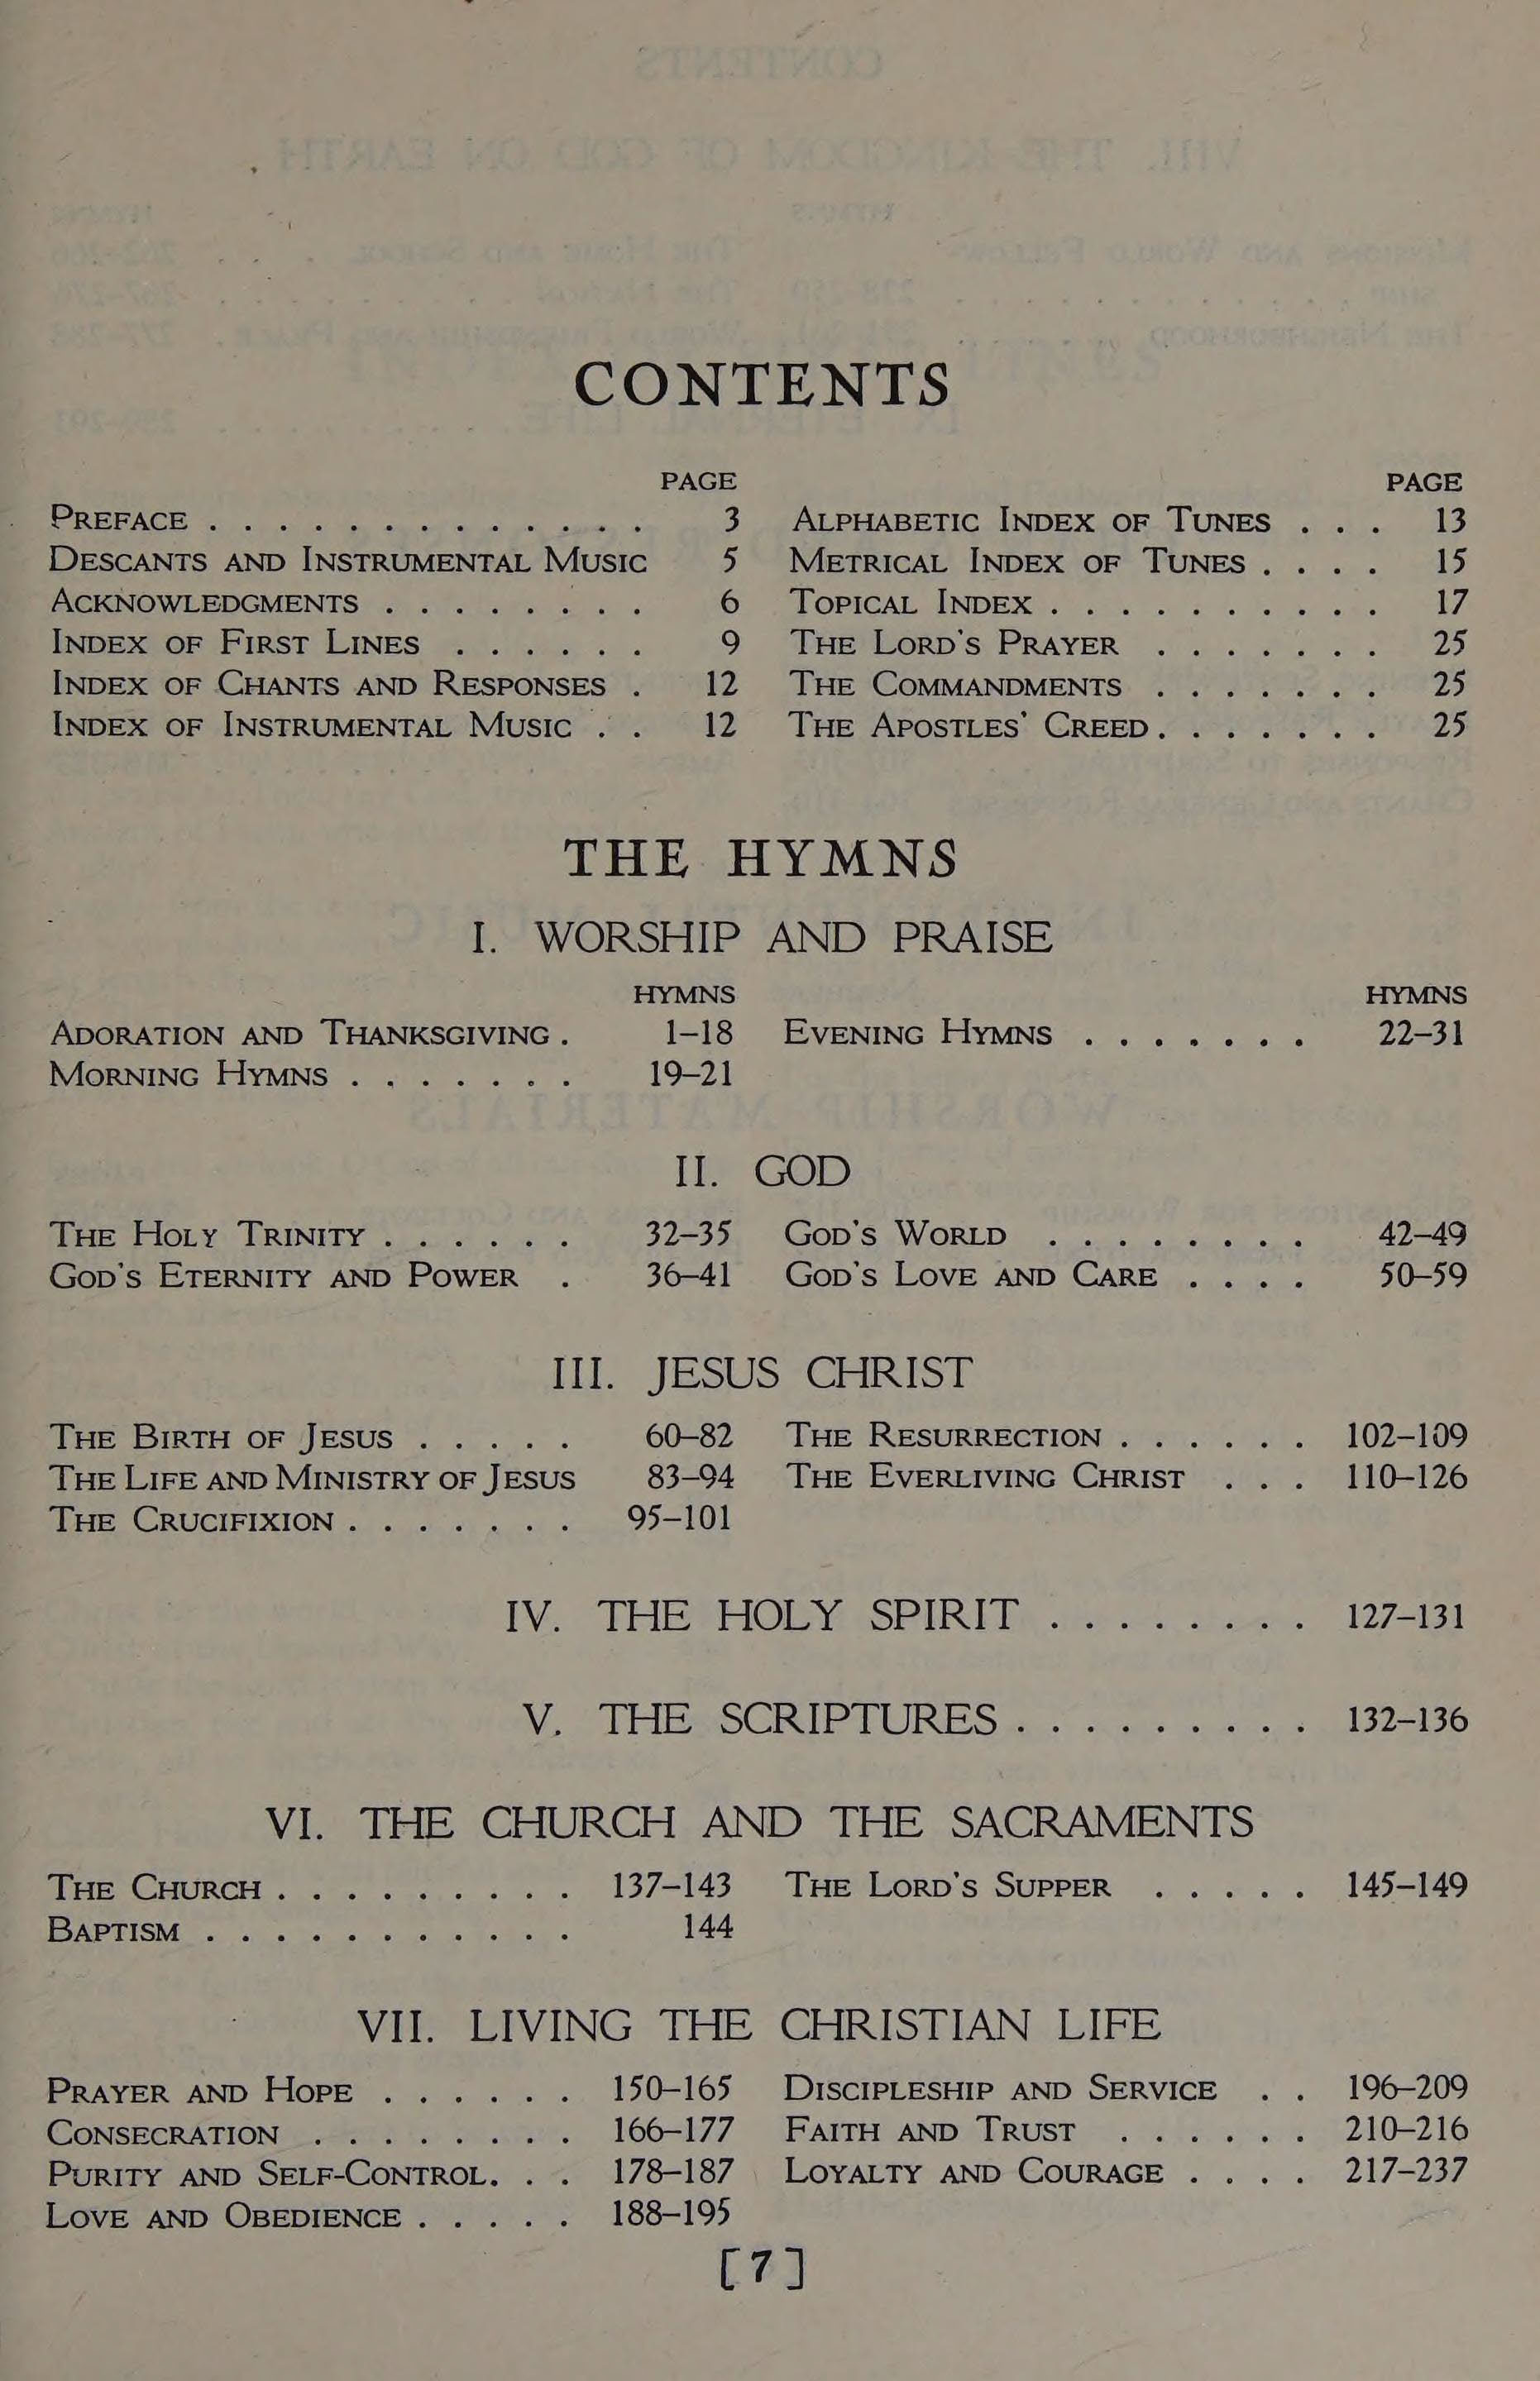 CONTENTS
PAGE
PREFACE . . . . . . . . . . . . . 3
DESCANTS AND INSTRUMENTAL MUSIC 5
ACKNOWLEDGMENTS . . . . . . . . 6
INDEX OF FIRST LINES . . . . . . 9
INDEX OF CHANTS AND RESPONSES . 12
INDEX OF INSTRUMENTAL MUSIC . . 12
PAGE
ALPHABETIC INDEX OF TUNES . . . 13
METRICAL INDEX OF TUNES . . . . 15
TOPICAL INDEX . . . . . . . . . . 17
THE LORD'S PRAYER . . . . . . . 25
THE COMMANDMENTS . . . . . . . 25
THE APOSTLES' CREED . . . . . . . 25
THE HYMNS
I. WORSHIP AND PRAISE
HYMNS
ADORATION AND THANKSGIVING . 1–18
MORNING HYMNS . . . . . . . 19–21
HYMNS
EVENING HYMNS . . . . . . . 22–31
II. GOD
THE HOLY TRINITY . . . . . . 32–35
GOD'S ETERNITY AND POWER . 36–41
GOD'S WORLD . . . . . . . . 42–49
GOD'S LOVE AND CARE . . . . 50–59
III. JESUS CHRIST
THE BIRTH OF JESUS . . . . . 60–82
THE LIFE AND MINISTRY OF JESUS 83–94
THE CRUCIFIXION . . . . . . . 95–101
THE RESURRECTION . . . . . . 102–109
THE EVERLIVING CHRIST . . . 110–126
IV. THE HOLY SPIRIT . . . . . . . . 127–131
V. THE SCRIPTURES . . . . . . . . . 132–136
VI. THE CHURCH AND THE SACRAMENTS
THE CHURCH . . . . . . . . . 137–143
BAPTISM . . . . . . . . . . . 144
THE LORD'S SUPPER . . . . . 145–149
VII. LIVING THE CHRISTIAN LIFE
PRAYER AND HOPE . . . . . . 150–165
CONSECRATION . . . . . . . . 166–177
PURITY AND SELF-CONTROL . . . 178–187
LOVE AND OBEDIENCE . . . . . 188–195
DISCIPLESHIP AND SERVICE . . 196–209
FAITH AND TRUST . . . . . . 210–216
LOYALTY AND COURAGE . . . . 217–237
[7]